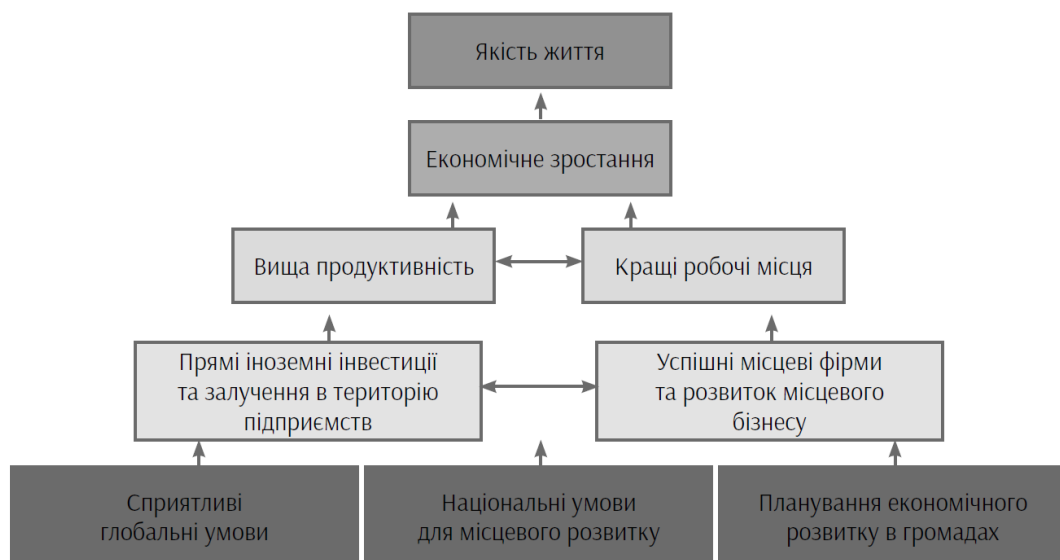 Якість життя
Економічне зростання
Вища продуктивність
Кращі робочі місця
Прямі іноземні інвестиції
та залучення в територію
підприємств
Успішні місцеві фірми
та розвиток місцевого
бізнесу
Сприятливі
глобальні умови
Національні умови
для місцевого розвитку
Планування економічного
розвитку в громадах